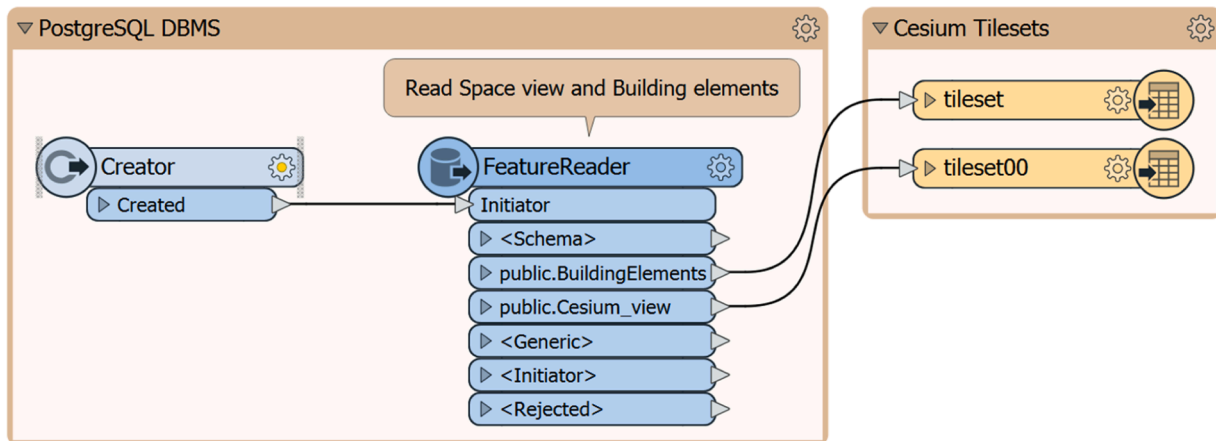 PostgreSQL DBMS
Read Space view and Building elements
Creator
Created
FeatureReader
Initiator
<Schema>
public.BuildingElements
public.Cesium_view
<Generic>
<Initiator>
<Rejected>
Cesium Tilesets
tileset
tileset00